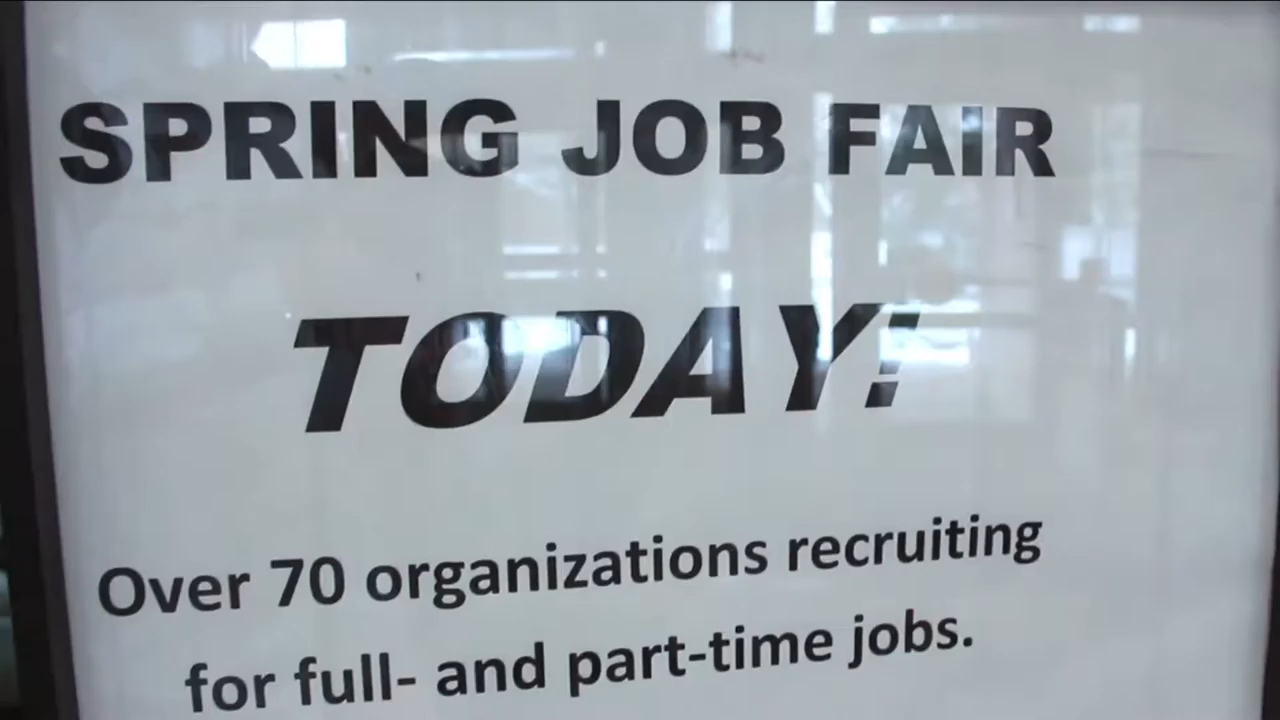 SPRING JOB FAIR
TODAY!
Over 70 organizations recruiting
for full- and part-time jobs.